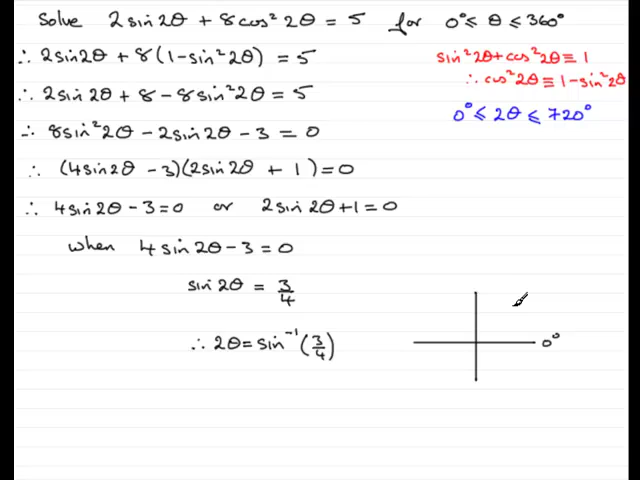 Solve 2sin2θ + 8cos²2θ = 5 for 0° ≤ θ ≤ 360°
∴ 2sin2θ + 8(1-sin²2θ) = 5
sin²2θ+cos²2θ≡1
∴ cos²2θ≡1-sin²2θ
∴ 2sin2θ + 8 - 8sin²2θ = 5
0° ≤ 2θ ≤ 720°
∴ 8sin²2θ - 2sin2θ - 3 = 0
∴ (4sin2θ - 3)(2sin2θ + 1) = 0
∴ 4sin2θ - 3 = 0 or 2sin2θ + 1 = 0
when 4sin2θ - 3 = 0
sin2θ = 3/4
∴ 2θ = sin⁻¹(3/4)
0°